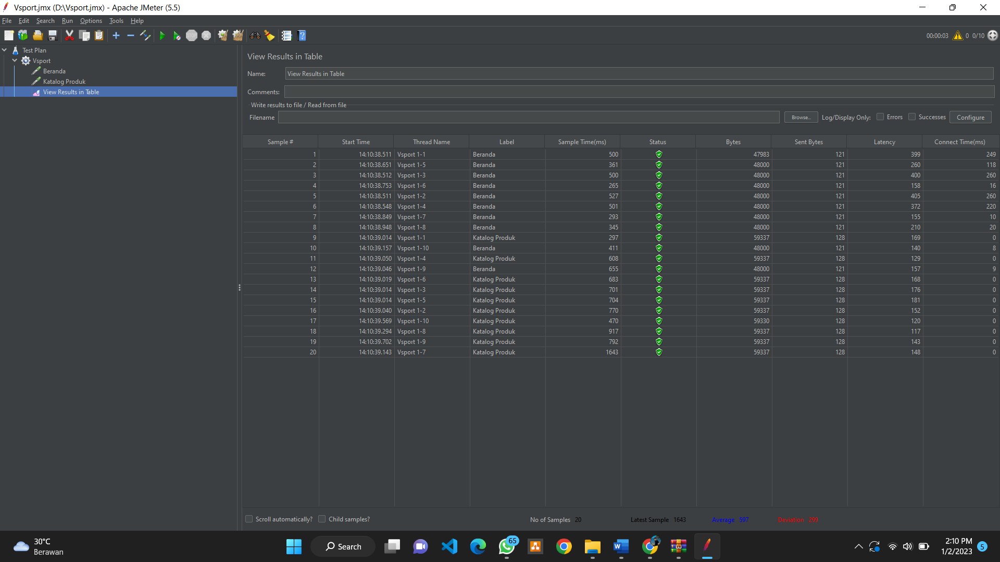 Vsport.jmx (D:\Vsport.jmx) - Apache JMeter (5.5)
File Edit Search Run Options Tools Help
00:00:03 0 0/10
Test Plan
Vsport
Beranda
Katalog Produk
View Results in Table
View Results in Table
Name: View Results in Table
Comments:
Write results to file / Read from file
Filename Browse... Log/Display Only: Errors Successes Configure
Sample # Start Time Thread Name Label Sample Time(ms) Status Bytes Sent Bytes Latency Connect Time(ms)
1 14:10:38.511 Vsport 1-1 Beranda 500 47983 121 399 249
2 14:10:38.651 Vsport 1-5 Beranda 361 48000 121 260 118
3 14:10:38.512 Vsport 1-3 Beranda 500 48000 121 400 260
4 14:10:38.753 Vsport 1-6 Beranda 265 48000 121 158 16
5 14:10:38.511 Vsport 1-2 Beranda 527 48000 121 405 260
6 14:10:38.548 Vsport 1-4 Beranda 501 48000 121 372 220
7 14:10:38.849 Vsport 1-7 Beranda 293 48000 121 155 10
8 14:10:38.948 Vsport 1-8 Beranda 345 48000 121 210 20
9 14:10:39.014 Vsport 1-1 Katalog Produk 297 59337 128 169 0
10 14:10:39.157 Vsport 1-10 Beranda 411 48000 121 140 8
11 14:10:39.050 Vsport 1-4 Katalog Produk 608 59337 128 129 0
12 14:10:39.046 Vsport 1-9 Beranda 655 48000 121 157 9
13 14:10:39.019 Vsport 1-6 Katalog Produk 683 59337 128 168 0
14 14:10:39.014 Vsport 1-3 Katalog Produk 701 59337 128 176 0
15 14:10:39.014 Vsport 1-5 Katalog Produk 704 59337 128 181 0
16 14:10:39.040 Vsport 1-2 Katalog Produk 770 59337 128 152 0
17 14:10:39.569 Vsport 1-10 Katalog Produk 470 59330 128 120 0
18 14:10:39.294 Vsport 1-8 Katalog Produk 917 59337 128 117 0
19 14:10:39.702 Vsport 1-9 Katalog Produk 792 59337 128 143 0
20 14:10:39.143 Vsport 1-7 Katalog Produk 1643 59337 128 148 0
Scroll automatically? Child samples? No of Samples 20 Latest Sample 1643 Average 597 Deviation 299
30°C
Berawan
Search
65
2:10 PM
1/2/2023
5